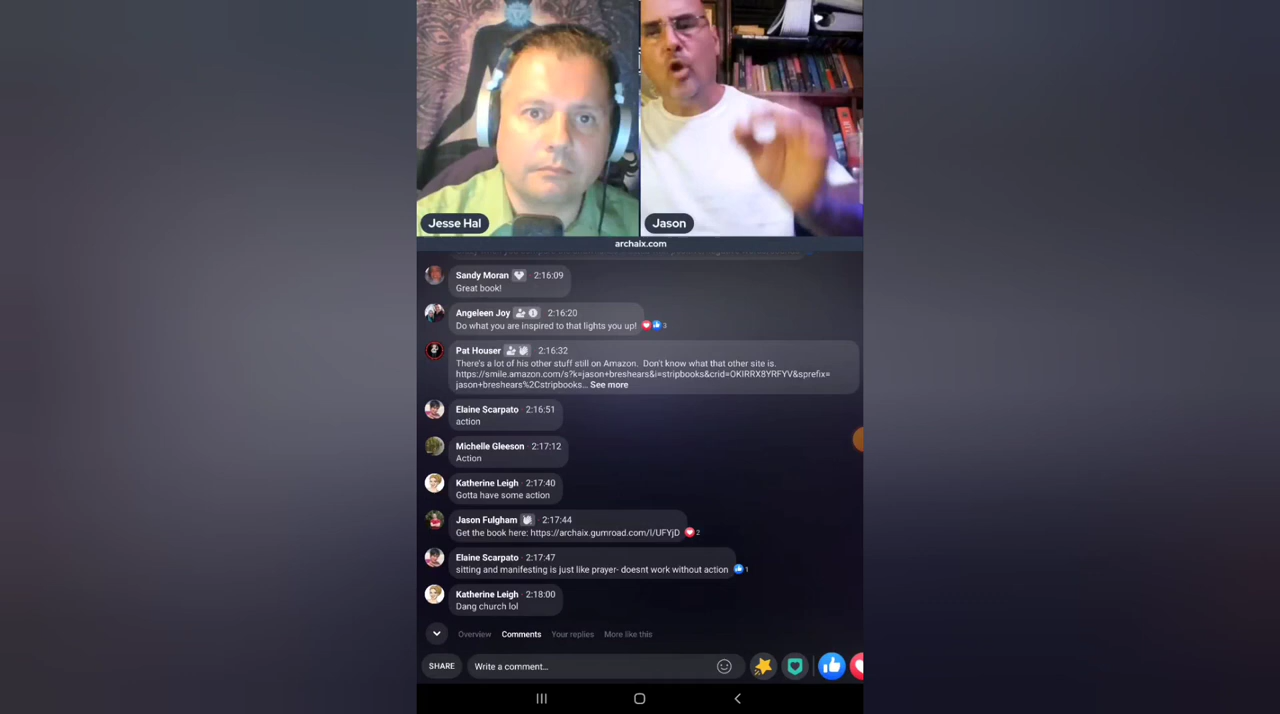 Jesse Hal
Jason
archaix.com
Sandy Moran · 2:16:09
Great book!
Angeleen Joy · 2:16:20
Do what you are inspired to that lights you up! 3
Pat Houser · 2:16:32
There's a lot of his other stuff still on Amazon. Don't know what that other site is.
https://smile.amazon.com/s?k=jason+breshears&i=stripbooks&crid=OKIRRX8YRFYV&sprefix=
jason+breshears%2Cstripbooks... See more
Elaine Scarpato · 2:16:51
action
Michelle Gleeson · 2:17:12
Action
Katherine Leigh · 2:17:40
Gotta have some action
Jason Fulgham · 2:17:44
Get the book here: https://archaix.gumroad.com/l/UFYjD 2
Elaine Scarpato · 2:17:47
sitting and manifesting is just like prayer- doesnt work without action 1
Katherine Leigh · 2:18:00
Dang church lol
Overview Comments Your replies More like this
SHARE Write a comment...